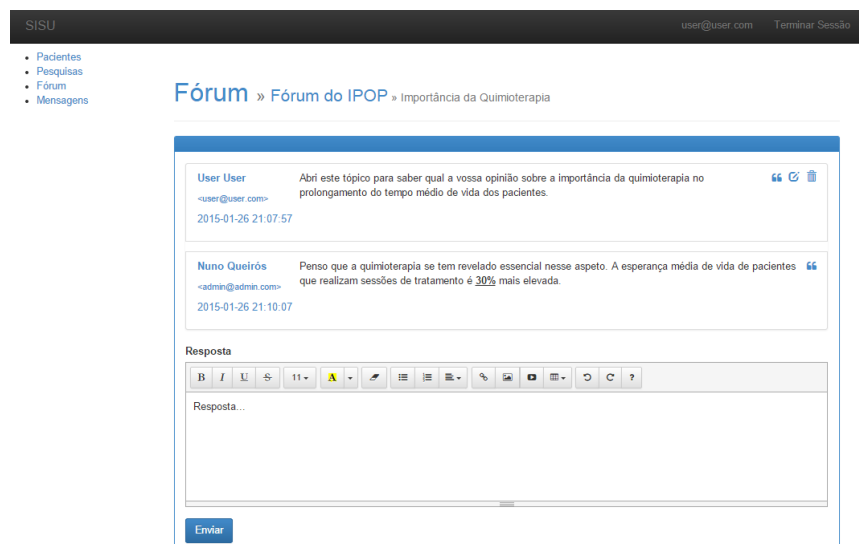 SISU
user@user.com Terminar Sessão
Pacientes
Pesquisas
Fórum
Mensagens
Fórum » Fórum do IPOP » Importância da Quimioterapia
User User
<user@user.com>
2015-01-26 21:07:57
Abri este tópico para saber qual a vossa opinião sobre a importância da quimioterapia no
prolongamento do tempo médio de vida dos pacientes.
Nuno Queirós
<admin@admin.com>
2015-01-26 21:10:07
Penso que a quimioterapia se tem revelado essencial nesse aspeto. A esperança média de vida de pacientes
que realizam sessões de tratamento é 30% mais elevada.
Resposta
B I U S 11 A ?
Resposta...
Enviar